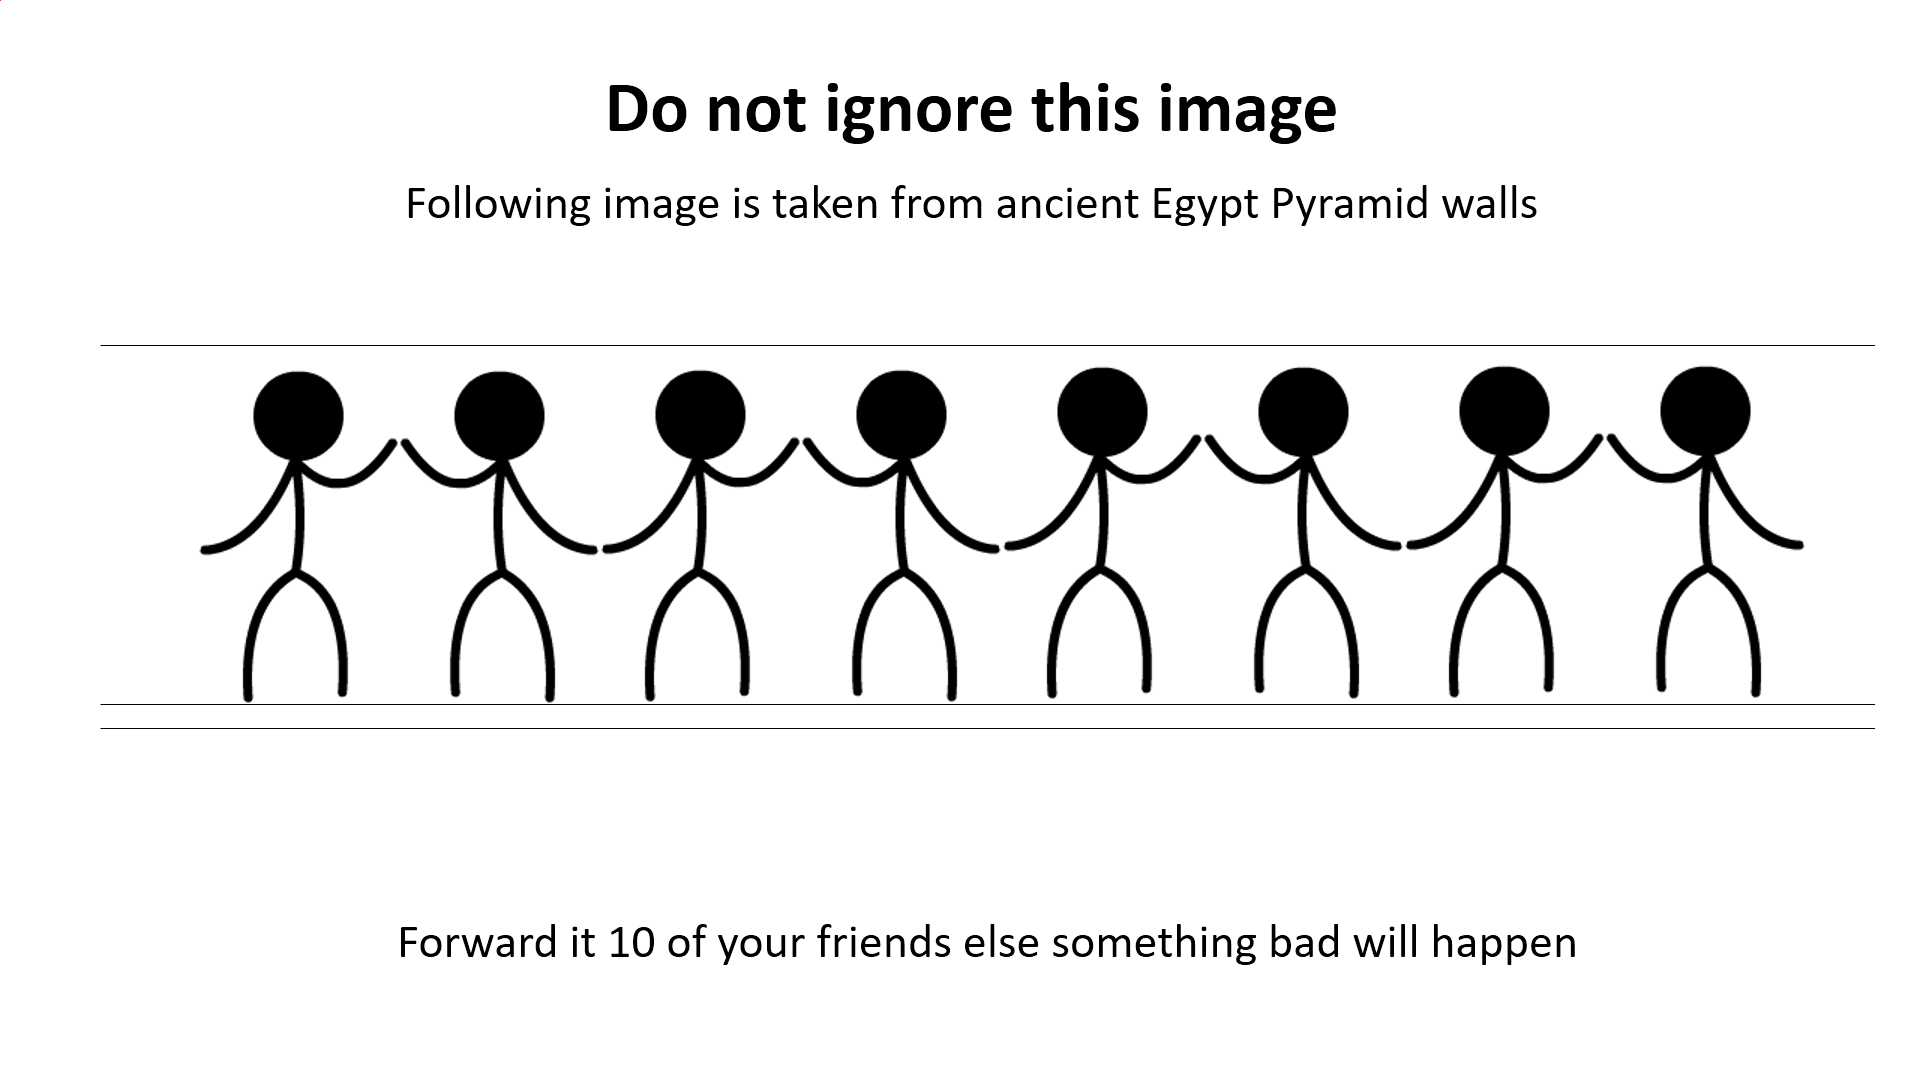 Do not ignore this image
Following image is taken from ancient Egypt Pyramid walls
Forward it 10 of your friends else something bad will happen